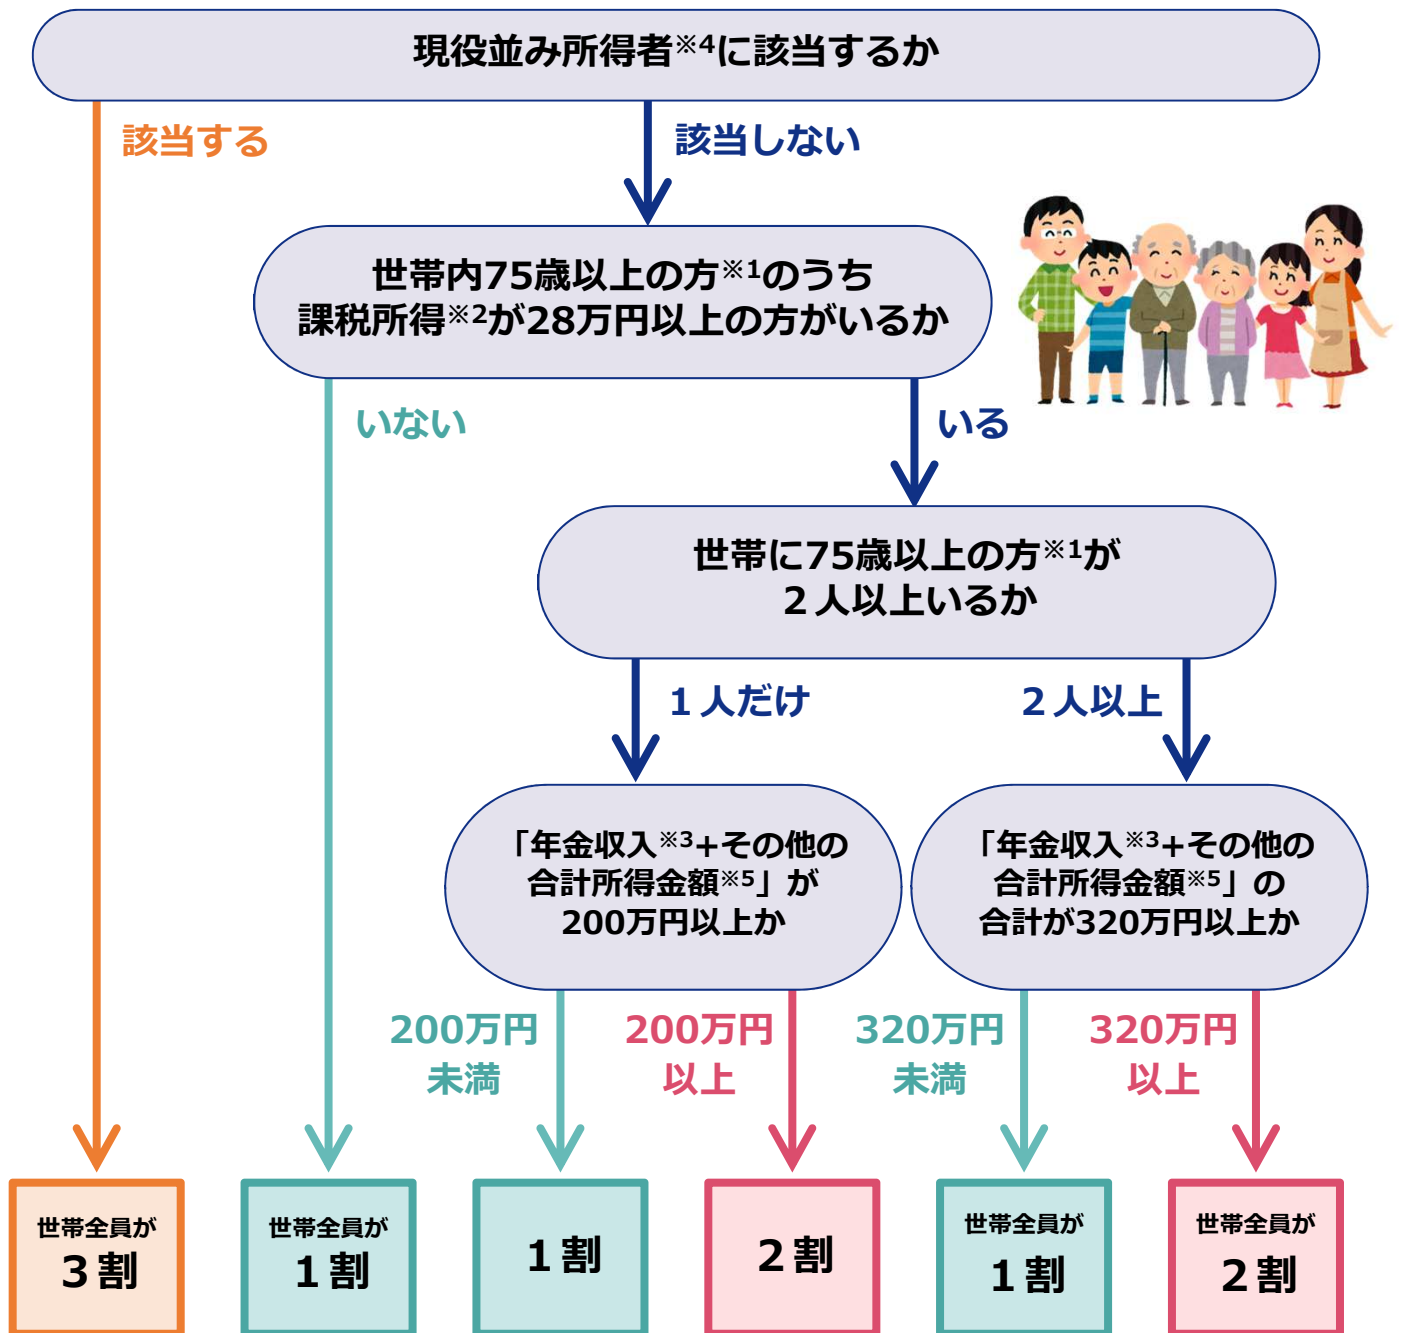 現役並み所得者※4に該当するか
該当する
該当しない
世帯内75歳以上の方※1のうち
課税所得※2が28万円以上の方がいるか
いない
いる
世帯に75歳以上の方※1が
２人以上いるか
１人だけ
２人以上
「年金収入※3+その他の
合計所得金額※5」が
200万円以上か
「年金収入※3+その他の
合計所得金額※5」の
合計が320万円以上か
200万円
未満
200万円
以上
320万円
未満
320万円
以上
世帯全員が
３割
世帯全員が
１割
１割
２割
世帯全員が
１割
世帯全員が
２割